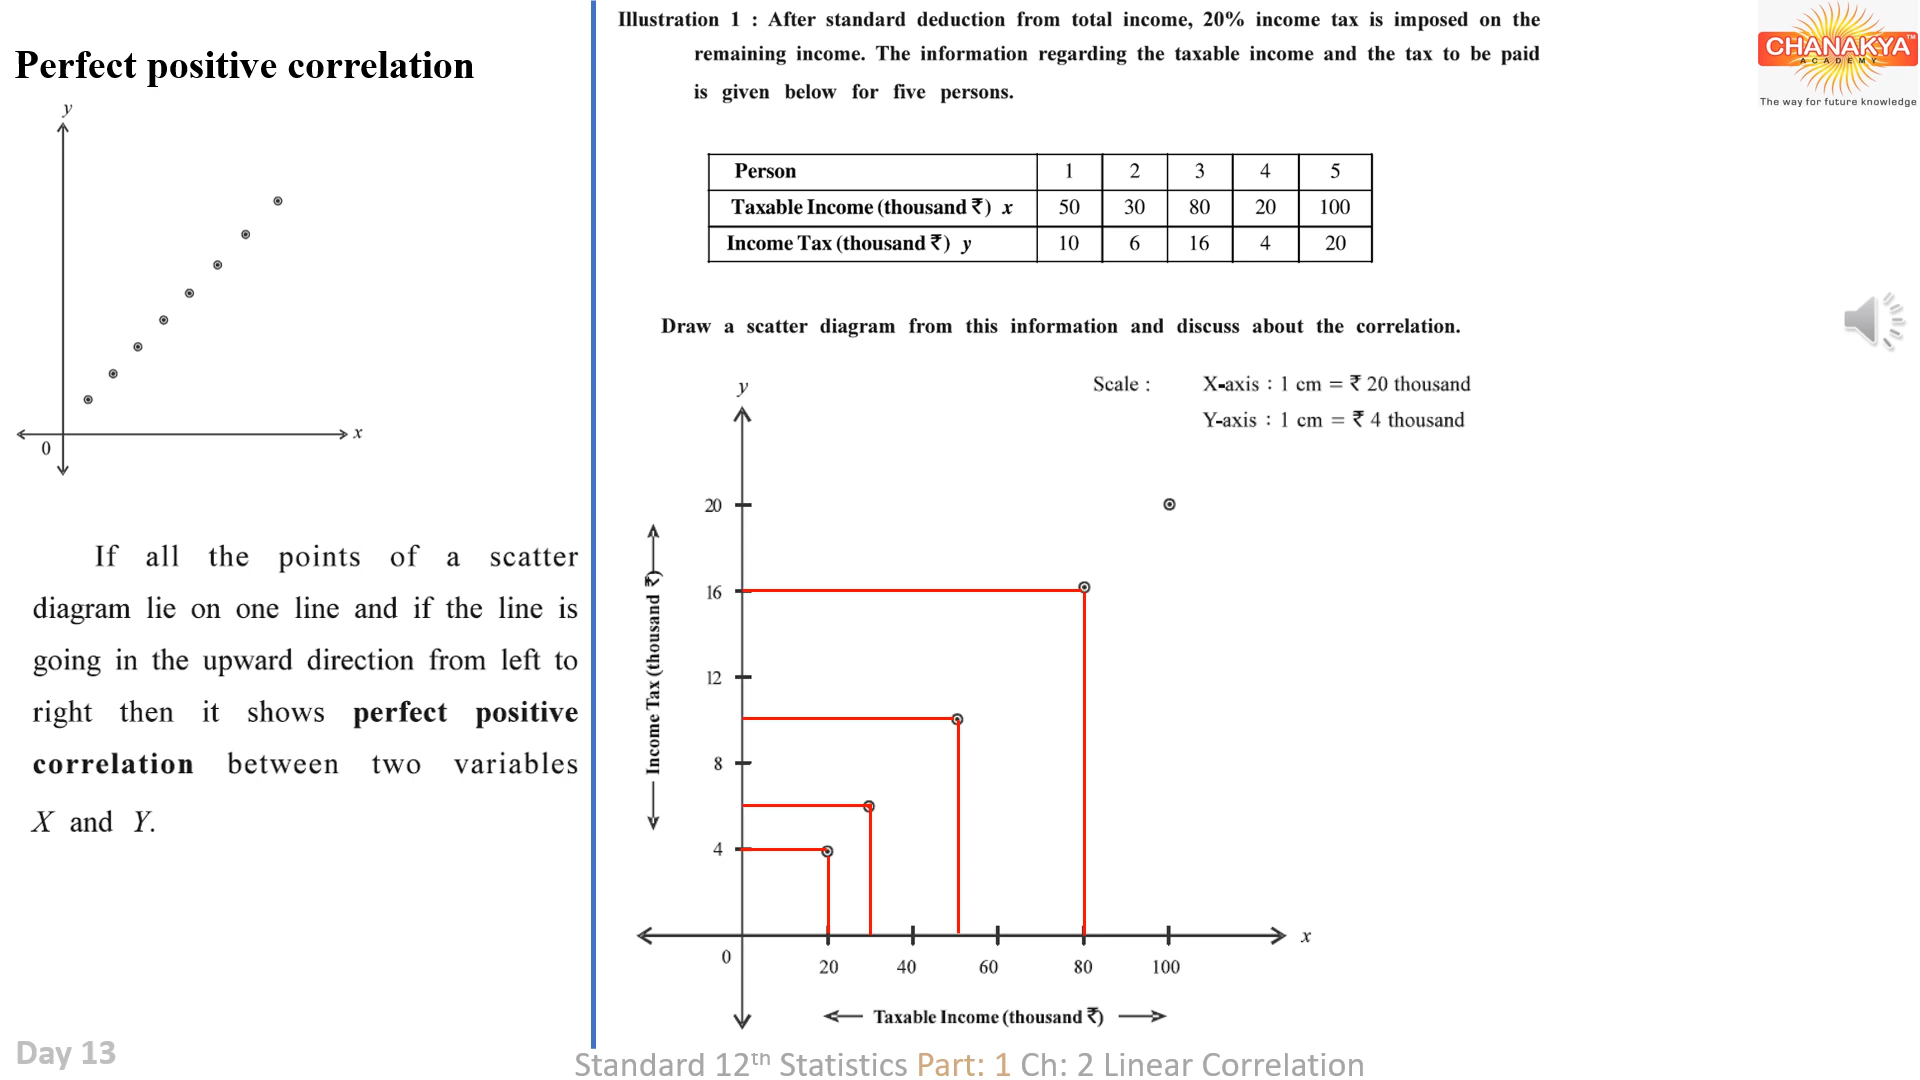 Perfect positive correlation
y
x
0
If all the points of a scatter
diagram lie on one line and if the line is
going in the upward direction from left to
right then it shows perfect positive
correlation between two variables
X and Y.
Day 13
Illustration 1 : After standard deduction from total income, 20% income tax is imposed on the
remaining income. The information regarding the taxable income and the tax to be paid
is given below for five persons.
Person 1 2 3 4 5
Taxable Income (thousand ₹) x 50 30 80 20 100
Income Tax (thousand ₹) y 10 6 16 4 20
Draw a scatter diagram from this information and discuss about the correlation.
Scale : X-axis : 1 cm = ₹ 20 thousand
Y-axis : 1 cm = ₹ 4 thousand
y
20
16
12
8
4
Income Tax (thousand ₹)
x
0
20 40 60 80 100
Taxable Income (thousand ₹)
Standard 12th Statistics Part: 1 Ch: 2 Linear Correlation
CHANAKYA™
ACADEMY
The way for future knowledge